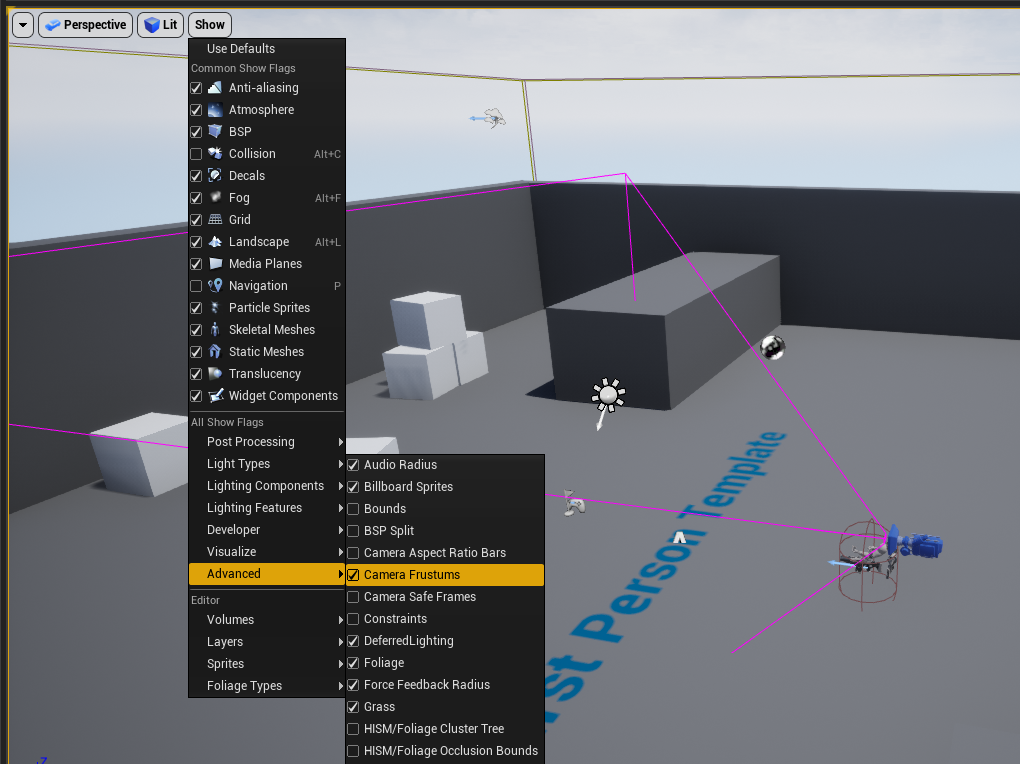 Perspective
Lit
Show
Use Defaults
Common Show Flags
Anti-aliasing
Atmosphere
BSP
Collision Alt+C
Decals
Fog Alt+F
Grid
Landscape Alt+L
Media Planes
Navigation P
Particle Sprites
Skeletal Meshes
Static Meshes
Translucency
Widget Components
All Show Flags
Post Processing
Light Types
Lighting Components
Lighting Features
Developer
Visualize
Advanced
Editor
Volumes
Layers
Sprites
Foliage Types
Audio Radius
Billboard Sprites
Bounds
BSP Split
Camera Aspect Ratio Bars
Camera Frustums
Camera Safe Frames
Constraints
DeferredLighting
Foliage
Force Feedback Radius
Grass
HISM/Foliage Cluster Tree
HISM/Foliage Occlusion Bounds
rst Person Template
Z